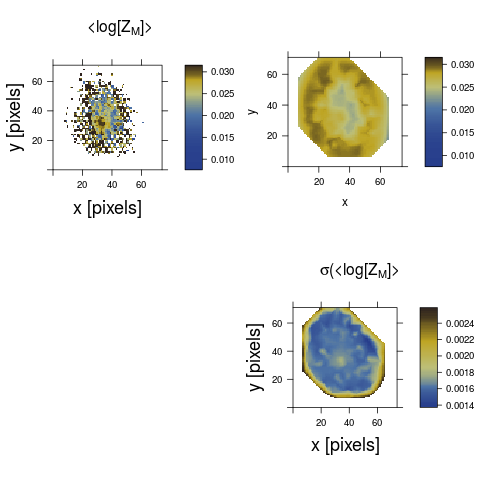 <log[Z_M]>
60
40
20
20 40 60
x [pixels]
y [pixels]
0.030
0.025
0.020
0.015
0.010
60
40
20
20 40 60
x
y
0.030
0.025
0.020
0.015
0.010
σ(<log[Z_M]>
60
40
20
20 40 60
x [pixels]
y [pixels]
0.0024
0.0022
0.0020
0.0018
0.0016
0.0014